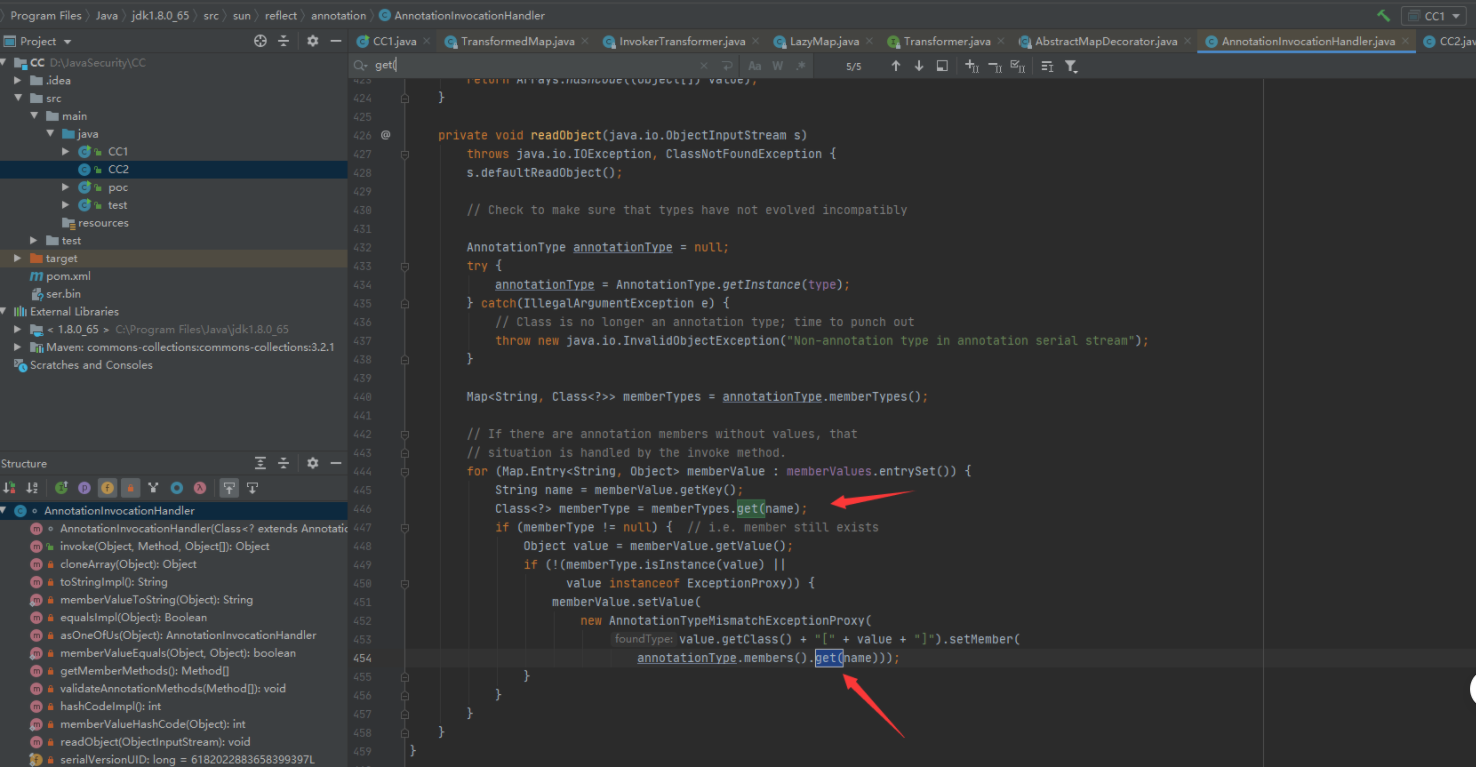 Program Files
Java
jdk1.8.0_65
src
sun
reflect
annotation
AnnotationInvocationHandler
CC1
Project
CC1.java
TransformedMap.java
InvokerTransformer.java
LazyMap.java
Transformer.java
AbstractMapDecorator.java
AnnotationInvocationHandler.java
CC2.jav
get(
Aa
W
.*
5/5
CC D:\JavaSecurity\CC
.idea
src
main
java
CC1
CC2
poc
test
resources
test
target
pom.xml
ser.bin
External Libraries
< 1.8.0_65 > C:\Program Files\Java\jdk1.8.0_65
Maven: commons-collections:commons-collections:3.2.1
Scratches and Consoles
Structure
AnnotationInvocationHandler
AnnotationInvocationHandler(Class<? extends Annotatic
invoke(Object, Method, Object[]): Object
cloneArray(Object): Object
toStringImpl(): String
memberValueToString(Object): String
equalsImpl(Object): Boolean
asOneOfUs(Object): AnnotationInvocationHandler
memberValueEquals(Object, Object): boolean
getMemberMethods(): Method[]
validateAnnotationMethods(Method[]): void
hashCodeImpl(): int
memberValueHashCode(Object): int
readObject(ObjectInputStream): void
serialVersionUID: long = 6182022883658399397L
423 return Arrays.hashCode((Object[]) value);
424 }
425
426 @ private void readObject(java.io.ObjectInputStream s)
427 throws java.io.IOException, ClassNotFoundException {
428 s.defaultReadObject();
429
430 // Check to make sure that types have not evolved incompatibly
431
432 AnnotationType annotationType = null;
433 try {
434 annotationType = AnnotationType.getInstance(type);
435 } catch(IllegalArgumentException e) {
436 // Class is no longer an annotation type; time to punch out
437 throw new java.io.InvalidObjectException("Non-annotation type in annotation serial stream");
438 }
439
440 Map<String, Class<?>> memberTypes = annotationType.memberTypes();
441
442 // If there are annotation members without values, that
443 // situation is handled by the invoke method.
444 for (Map.Entry<String, Object> memberValue : memberValues.entrySet()) {
445 String name = memberValue.getKey();
446 Class<?> memberType = memberTypes.get(name);
447 if (memberType != null) { // i.e. member still exists
448 Object value = memberValue.getValue();
449 if (!(memberType.isInstance(value) ||
450 value instanceof ExceptionProxy)) {
451 memberValue.setValue(
452 new AnnotationTypeMismatchExceptionProxy(
453 foundType: value.getClass() + "[" + value + "]").setMember(
454 annotationType.members().get(name)));
455 }
456 }
457 }
458 }
459 }